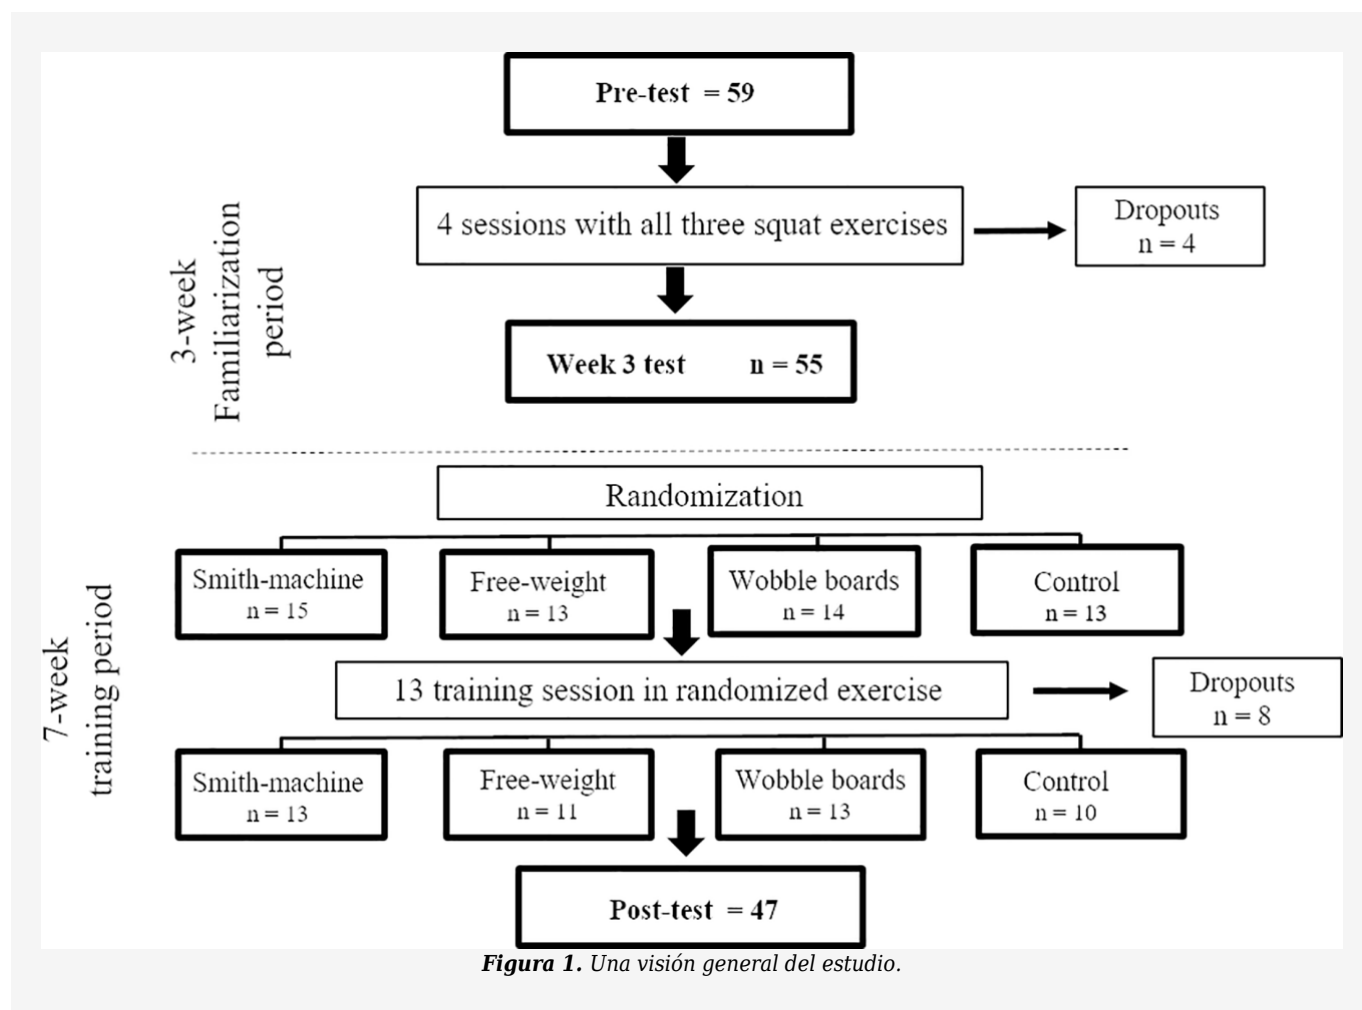 Pre-test = 59
4 sessions with all three squat exercises
Dropouts
n = 4
3-week
Familiarization
period
Week 3 test n = 55
Randomization
Smith-machine
n = 15
Free-weight
n = 13
Wobble boards
n = 14
Control
n = 13
7-week
training period
13 training session in randomized exercise
Dropouts
n = 8
Smith-machine
n = 13
Free-weight
n = 11
Wobble boards
n = 13
Control
n = 10
Post-test = 47
Figura 1. Una visión general del estudio.